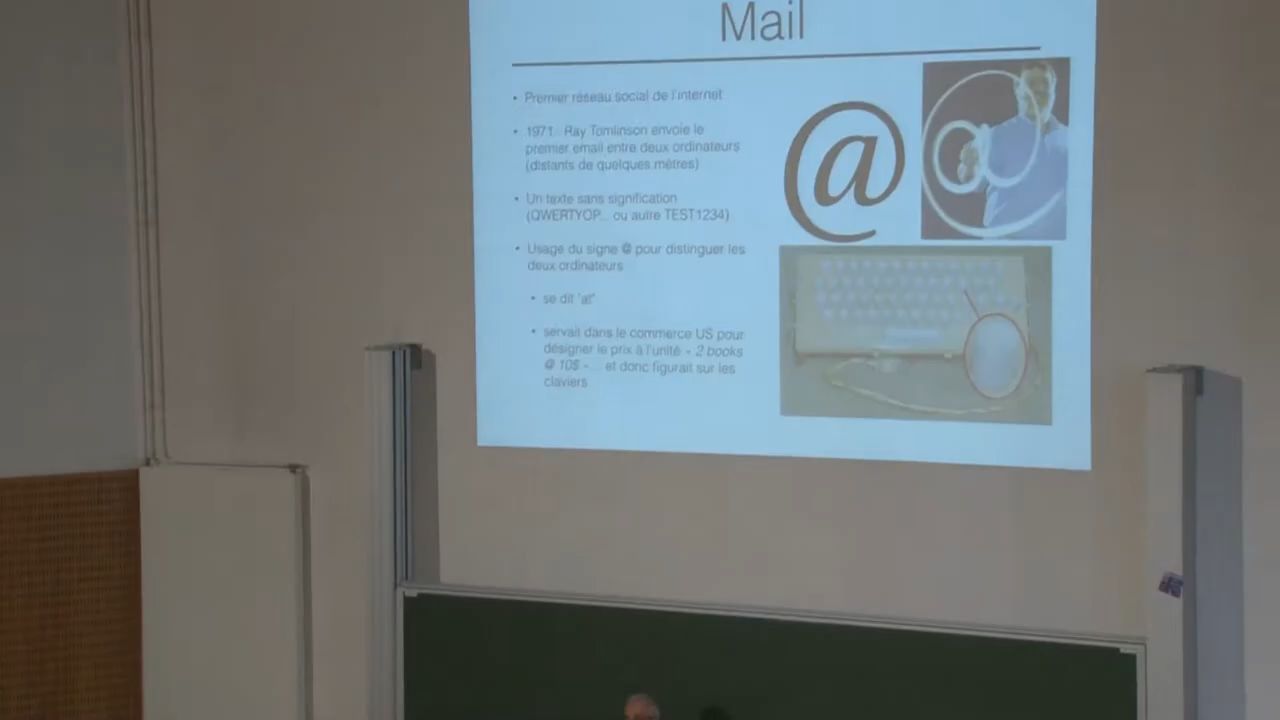 Mail
• Premier réseau social de l'internet
• 1971 : Ray Tomlinson envoie le
premier email entre deux ordinateurs
(distants de quelques mètres)
• Un texte sans signification
(QWERTYOP... ou autre TEST1234)
• Usage du signe @ pour distinguer les
deux ordinateurs
• se dit 'at'
• servait dans le commerce US pour
désigner le prix à l'unité « 2 books
@ 10$ »... et donc figurait sur les
claviers
@